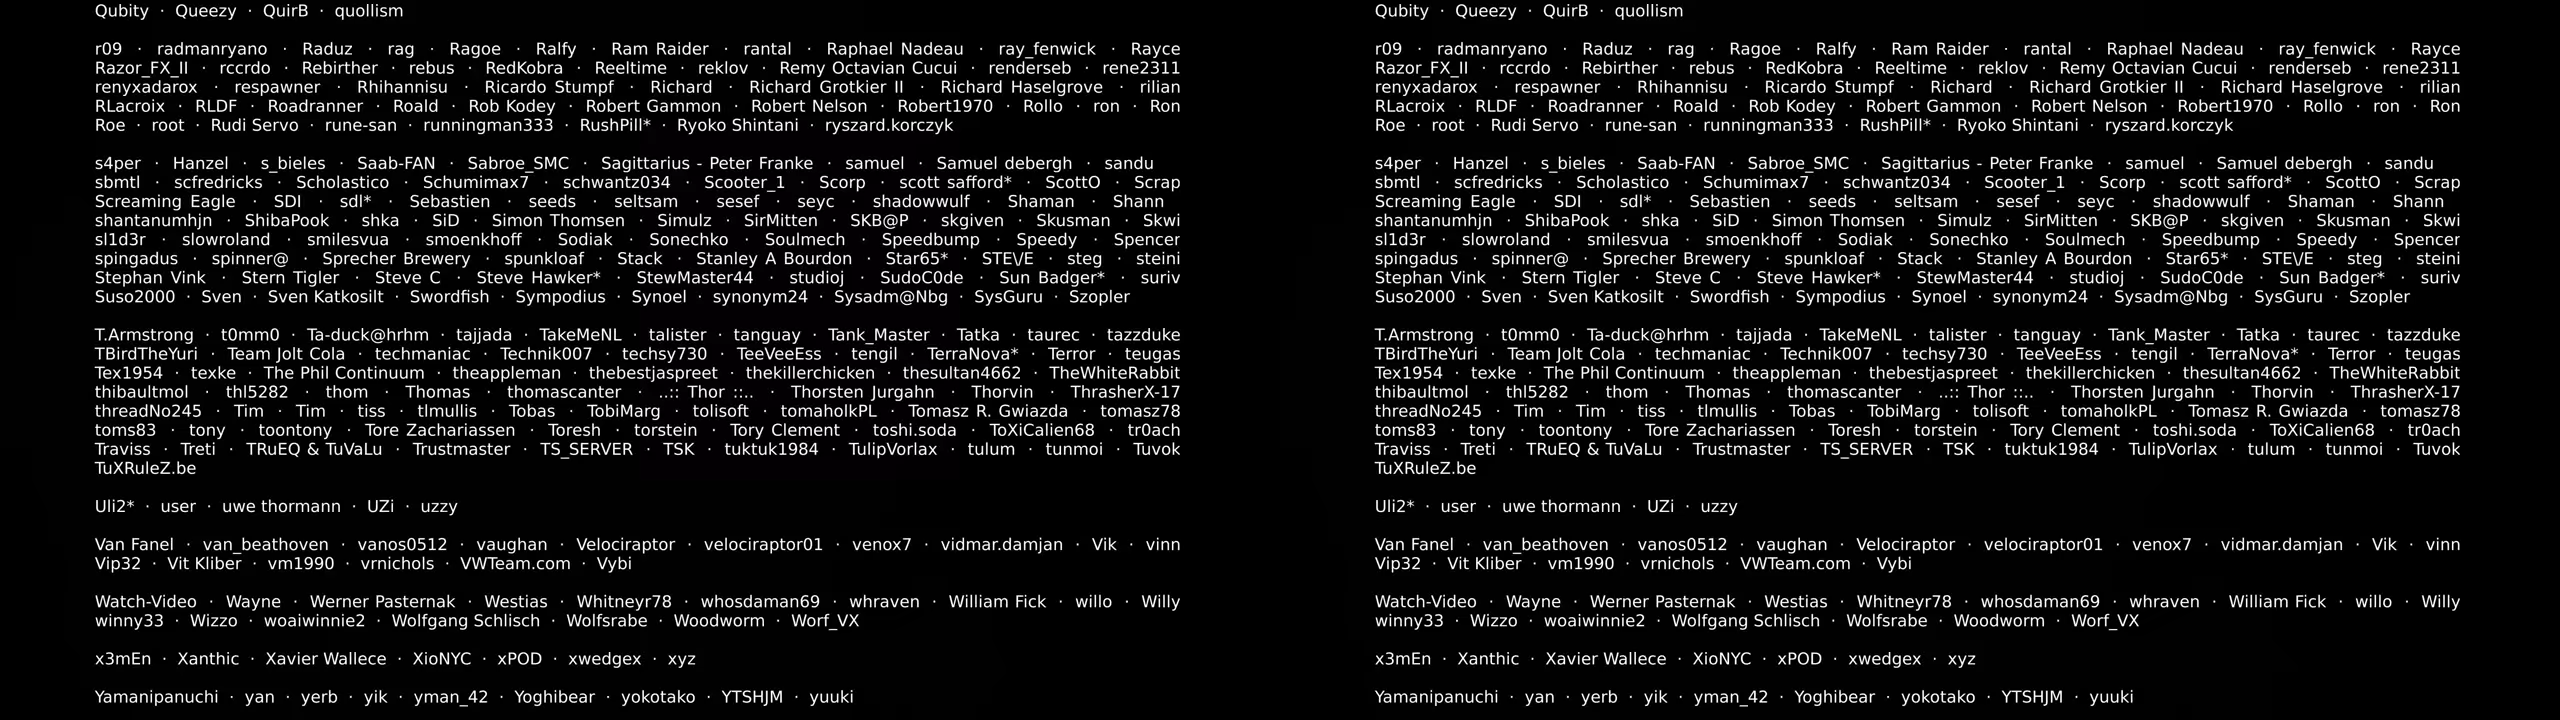 Qubity · Queezy · QuirB · quollism
r09 · radmanryano · Raduz · rag · Ragoe · Ralfy · Ram Raider · rantal · Raphael Nadeau · ray_fenwick · Rayce
Razor_FX_II · rccrdo · Rebirther · rebus · RedKobra · Reeltime · reklov · Remy Octavian Cucui · renderseb · rene2311
renyxadarox · respawner · Rhihannisu · Ricardo Stumpf · Richard · Richard Grotkier II · Richard Haselgrove · rilian
RLacroix · RLDF · Roadranner · Roald · Rob Kodey · Robert Gammon · Robert Nelson · Robert1970 · Rollo · ron · Ron
Roe · root · Rudi Servo · rune-san · runningman333 · RushPill* · Ryoko Shintani · ryszard.korczyk
s4per · Hanzel · s_bieles · Saab-FAN · Sabroe_SMC · Sagittarius - Peter Franke · samuel · Samuel debergh · sandu
sbmtl · scfredricks · Scholastico · Schumimax7 · schwantz034 · Scooter_1 · Scorp · scott safford* · ScottO · Scrap
Screaming Eagle · SDI · sdl* · Sebastien · seeds · seltsam · sesef · seyc · shadowwulf · Shaman · Shann
shantanumhjn · ShibaPook · shka · SiD · Simon Thomsen · Simulz · SirMitten · SKB@P · skgiven · Skusman · Skwi
sl1d3r · slowroland · smilesvua · smoenkhoff · Sodiak · Sonechko · Soulmech · Speedbump · Speedy · Spencer
spingadus · spinner@ · Sprecher Brewery · spunkloaf · Stack · Stanley A Bourdon · Star65* · STE\/E · steg · steini
Stephan Vink · Stern Tigler · Steve C · Steve Hawker* · StewMaster44 · studioj · SudoC0de · Sun Badger* · suriv
Suso2000 · Sven · Sven Katkosilt · Swordfish · Sympodius · Synoel · synonym24 · Sysadm@Nbg · SysGuru · Szopler
T.Armstrong · t0mm0 · Ta-duck@hrhm · tajjada · TakeMeNL · talister · tanguay · Tank_Master · Tatka · taurec · tazzduke
TBirdTheYuri · Team Jolt Cola · techmaniac · Technik007 · techsy730 · TeeVeeEss · tengil · TerraNova* · Terror · teugas
Tex1954 · texke · The Phil Continuum · theappleman · thebestjaspreet · thekillerchicken · thesultan4662 · TheWhiteRabbit
thibaultmol · thl5282 · thom · Thomas · thomascanter · ..:: Thor ::.. · Thorsten Jurgahn · Thorvin · ThrasherX-17
threadNo245 · Tim · Tim · tiss · tlmullis · Tobas · TobiMarg · tolisoft · tomaholkPL · Tomasz R. Gwiazda · tomasz78
toms83 · tony · toontony · Tore Zachariassen · Toresh · torstein · Tory Clement · toshi.soda · ToXiCalien68 · tr0ach
Traviss · Treti · TRuEQ & TuVaLu · Trustmaster · TS_SERVER · TSK · tuktuk1984 · TulipVorlax · tulum · tunmoi · Tuvok
TuXRuleZ.be
Uli2* · user · uwe thormann · UZi · uzzy
Van Fanel · van_beathoven · vanos0512 · vaughan · Velociraptor · velociraptor01 · venox7 · vidmar.damjan · Vik · vinn
Vip32 · Vit Kliber · vm1990 · vrnichols · VWTeam.com · Vybi
Watch-Video · Wayne · Werner Pasternak · Westias · Whitneyr78 · whosdaman69 · whraven · William Fick · willo · Willy
winny33 · Wizzo · woaiwinnie2 · Wolfgang Schlisch · Wolfsrabe · Woodworm · Worf_VX
x3mEn · Xanthic · Xavier Wallece · XioNYC · xPOD · xwedgex · xyz
Yamanipanuchi · yan · yerb · yik · yman_42 · Yoghibear · yokotako · YTSHJM · yuuki
Qubity · Queezy · QuirB · quollism
r09 · radmanryano · Raduz · rag · Ragoe · Ralfy · Ram Raider · rantal · Raphael Nadeau · ray_fenwick · Rayce
Razor_FX_II · rccrdo · Rebirther · rebus · RedKobra · Reeltime · reklov · Remy Octavian Cucui · renderseb · rene2311
renyxadarox · respawner · Rhihannisu · Ricardo Stumpf · Richard · Richard Grotkier II · Richard Haselgrove · rilian
RLacroix · RLDF · Roadranner · Roald · Rob Kodey · Robert Gammon · Robert Nelson · Robert1970 · Rollo · ron · Ron
Roe · root · Rudi Servo · rune-san · runningman333 · RushPill* · Ryoko Shintani · ryszard.korczyk
s4per · Hanzel · s_bieles · Saab-FAN · Sabroe_SMC · Sagittarius - Peter Franke · samuel · Samuel debergh · sandu
sbmtl · scfredricks · Scholastico · Schumimax7 · schwantz034 · Scooter_1 · Scorp · scott safford* · ScottO · Scrap
Screaming Eagle · SDI · sdl* · Sebastien · seeds · seltsam · sesef · seyc · shadowwulf · Shaman · Shann
shantanumhjn · ShibaPook · shka · SiD · Simon Thomsen · Simulz · SirMitten · SKB@P · skgiven · Skusman · Skwi
sl1d3r · slowroland · smilesvua · smoenkhoff · Sodiak · Sonechko · Soulmech · Speedbump · Speedy · Spencer
spingadus · spinner@ · Sprecher Brewery · spunkloaf · Stack · Stanley A Bourdon · Star65* · STE\/E · steg · steini
Stephan Vink · Stern Tigler · Steve C · Steve Hawker* · StewMaster44 · studioj · SudoC0de · Sun Badger* · suriv
Suso2000 · Sven · Sven Katkosilt · Swordfish · Sympodius · Synoel · synonym24 · Sysadm@Nbg · SysGuru · Szopler
T.Armstrong · t0mm0 · Ta-duck@hrhm · tajjada · TakeMeNL · talister · tanguay · Tank_Master · Tatka · taurec · tazzduke
TBirdTheYuri · Team Jolt Cola · techmaniac · Technik007 · techsy730 · TeeVeeEss · tengil · TerraNova* · Terror · teugas
Tex1954 · texke · The Phil Continuum · theappleman · thebestjaspreet · thekillerchicken · thesultan4662 · TheWhiteRabbit
thibaultmol · thl5282 · thom · Thomas · thomascanter · ..:: Thor ::.. · Thorsten Jurgahn · Thorvin · ThrasherX-17
threadNo245 · Tim · Tim · tiss · tlmullis · Tobas · TobiMarg · tolisoft · tomaholkPL · Tomasz R. Gwiazda · tomasz78
toms83 · tony · toontony · Tore Zachariassen · Toresh · torstein · Tory Clement · toshi.soda · ToXiCalien68 · tr0ach
Traviss · Treti · TRuEQ & TuVaLu · Trustmaster · TS_SERVER · TSK · tuktuk1984 · TulipVorlax · tulum · tunmoi · Tuvok
TuXRuleZ.be
Uli2* · user · uwe thormann · UZi · uzzy
Van Fanel · van_beathoven · vanos0512 · vaughan · Velociraptor · velociraptor01 · venox7 · vidmar.damjan · Vik · vinn
Vip32 · Vit Kliber · vm1990 · vrnichols · VWTeam.com · Vybi
Watch-Video · Wayne · Werner Pasternak · Westias · Whitneyr78 · whosdaman69 · whraven · William Fick · willo · Willy
winny33 · Wizzo · woaiwinnie2 · Wolfgang Schlisch · Wolfsrabe · Woodworm · Worf_VX
x3mEn · Xanthic · Xavier Wallece · XioNYC · xPOD · xwedgex · xyz
Yamanipanuchi · yan · yerb · yik · yman_42 · Yoghibear · yokotako · YTSHJM · yuuki